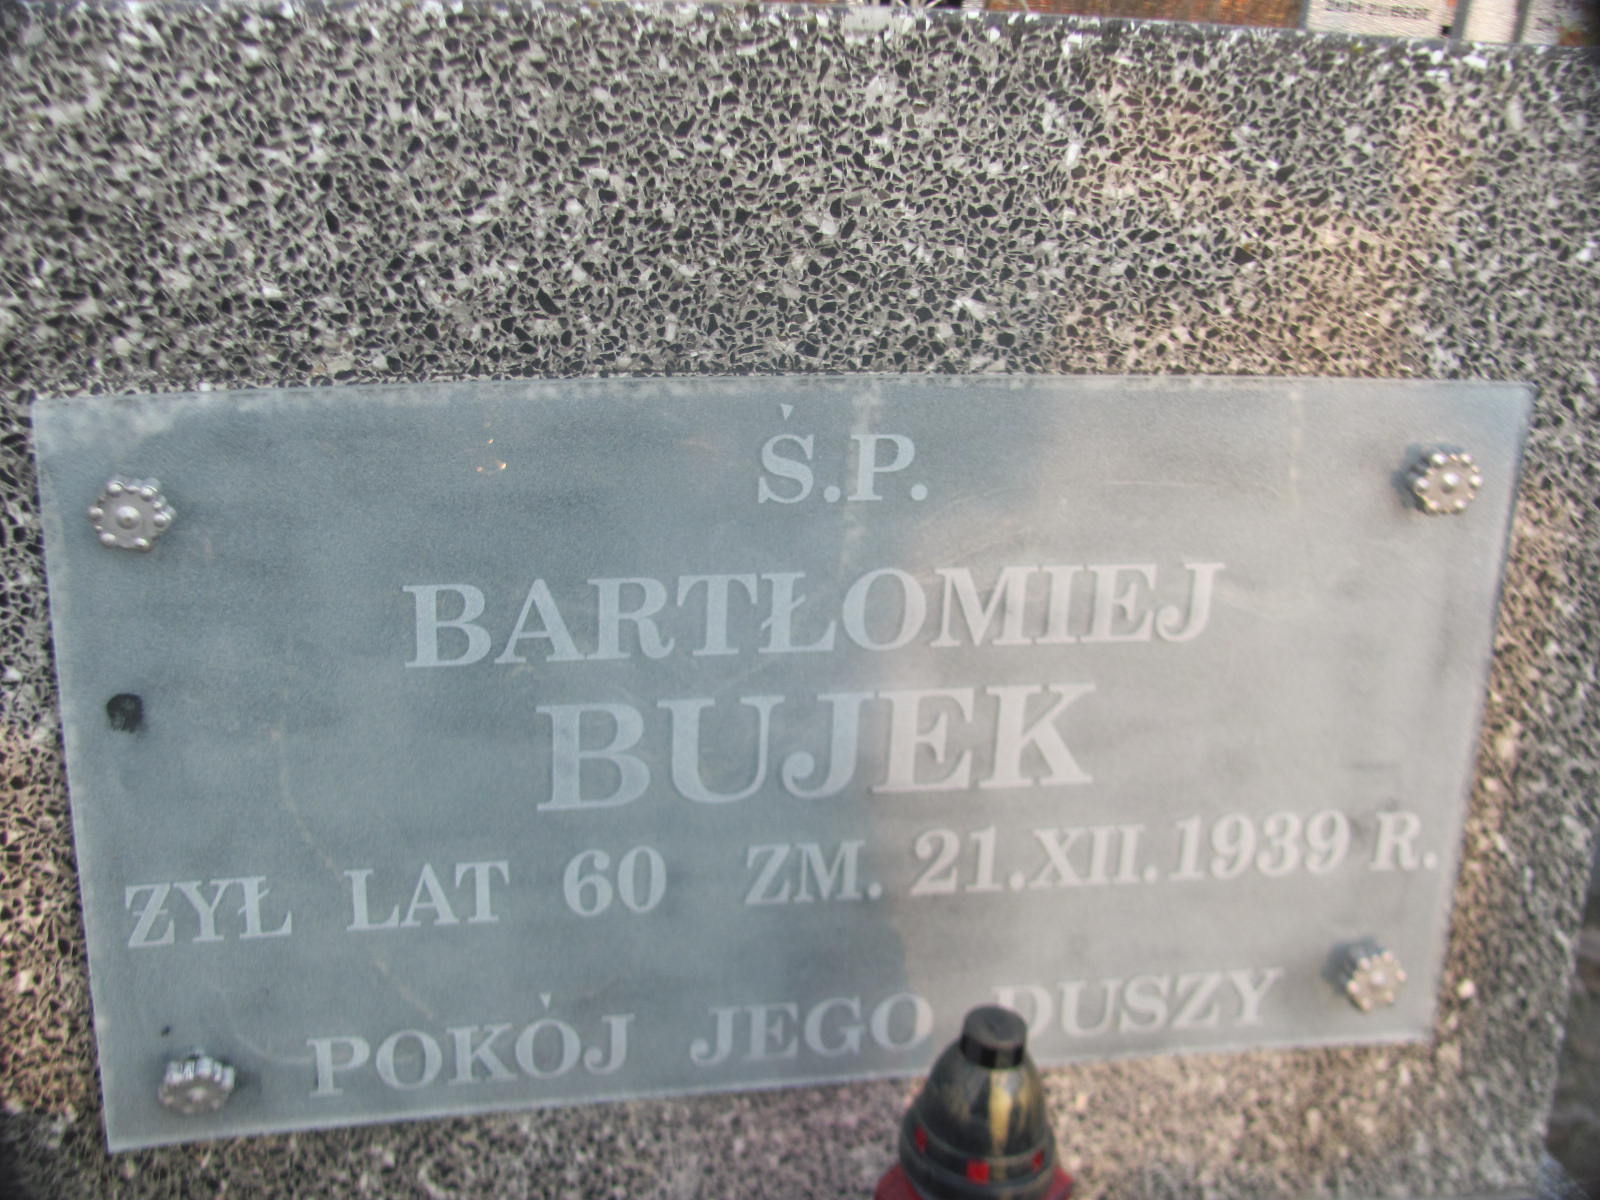 Ś.P.
BARTŁOMIEJ
BUJEK
ŻYŁ LAT 60 ZM. 21.XII.1939 R.
POKÓJ JEGO DUSZY